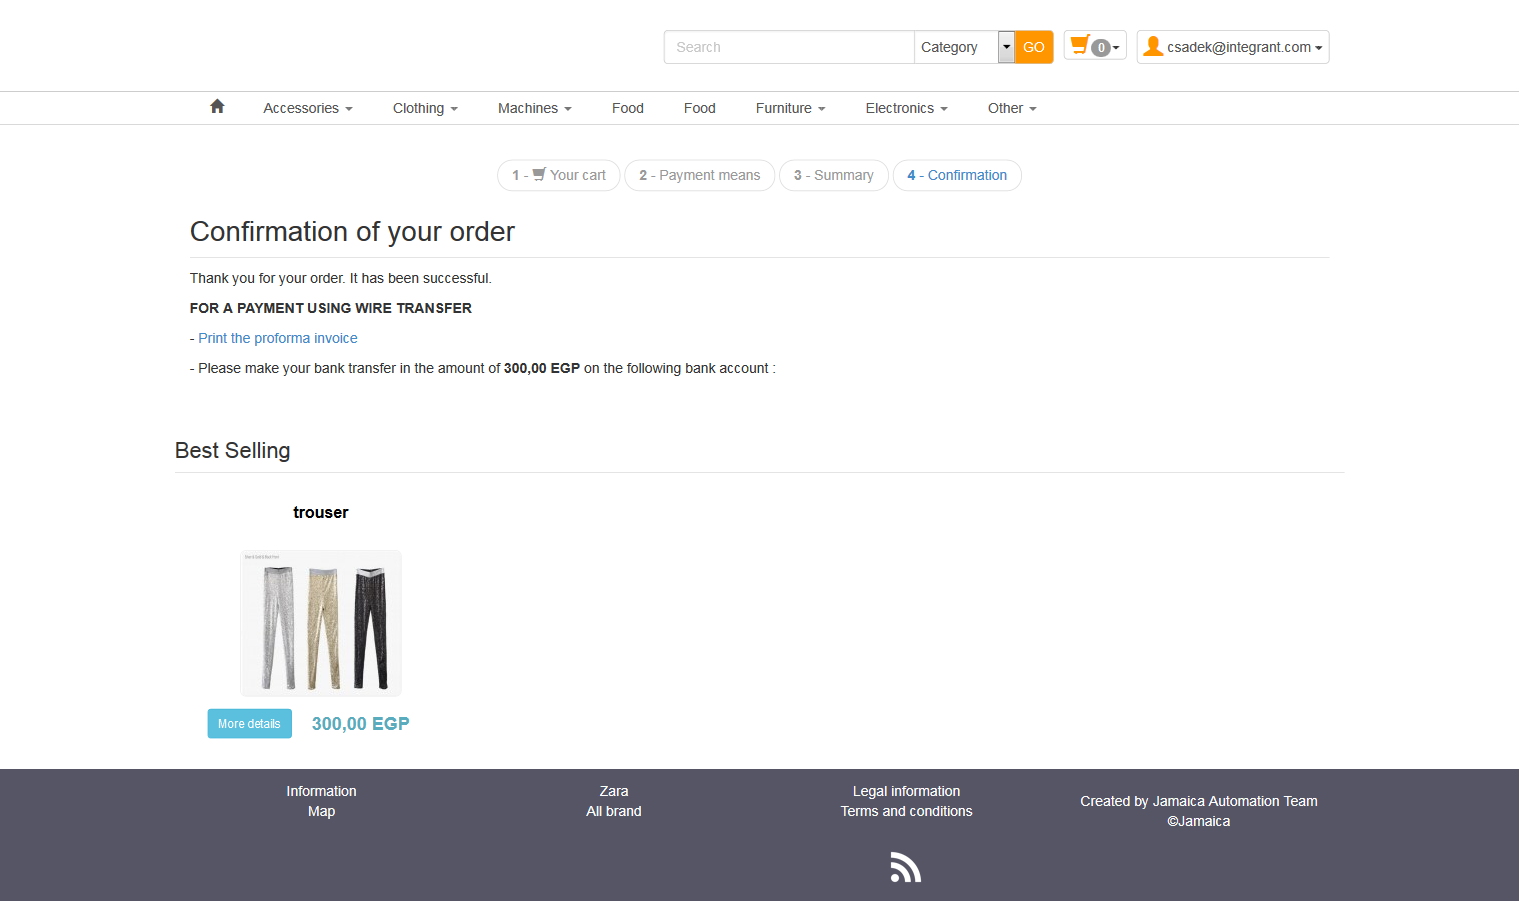 Search Category GO 0 csadek@integrant.com
Accessories Clothing Machines Food Food Furniture Electronics Other
1 - Your cart 2 - Payment means 3 - Summary 4 - Confirmation
Confirmation of your order
Thank you for your order. It has been successful.
FOR A PAYMENT USING WIRE TRANSFER
- Print the proforma invoice
- Please make your bank transfer in the amount of 300,00 EGP on the following bank account :
Best Selling
trouser
More details 300,00 EGP
Information Zara Legal information
Map All brand Terms and conditions
Created by Jamaica Automation Team
©Jamaica